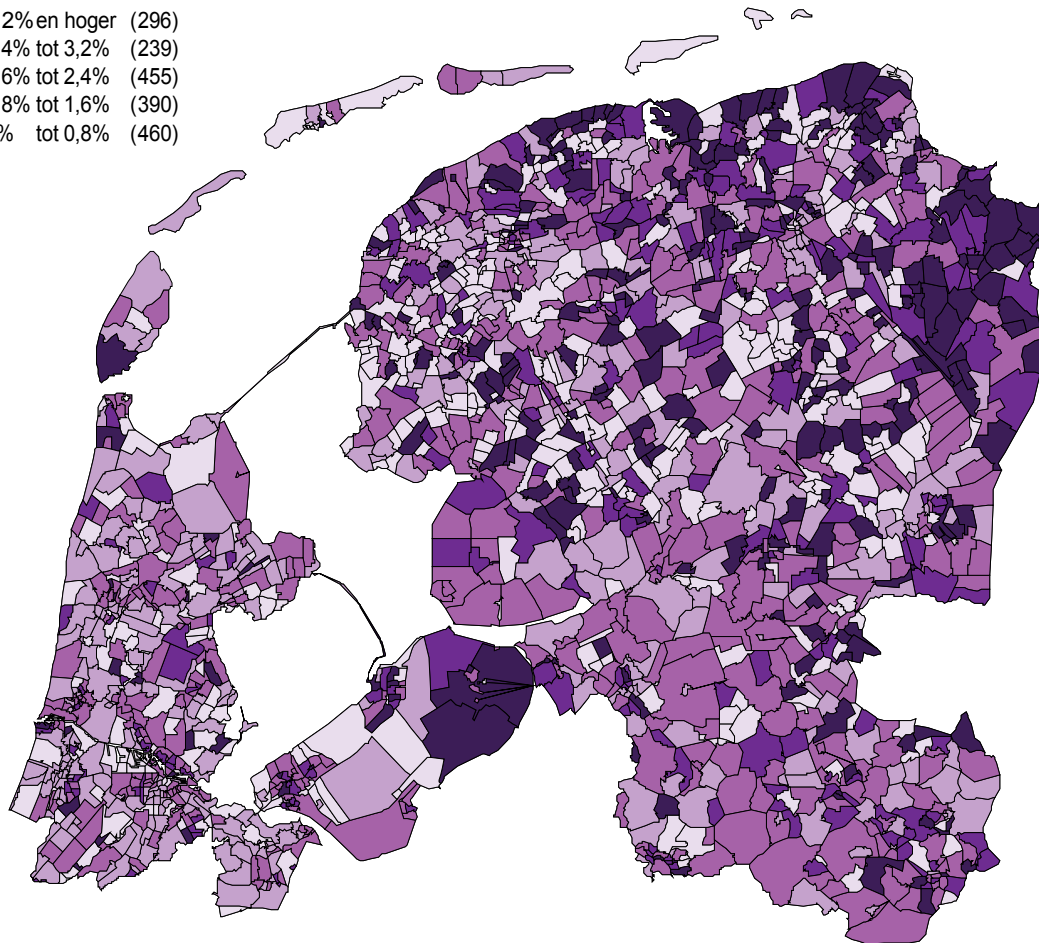 2% en hoger (296)
4% tot 3,2% (239)
6% tot 2,4% (455)
8% tot 1,6% (390)
% tot 0,8% (460)